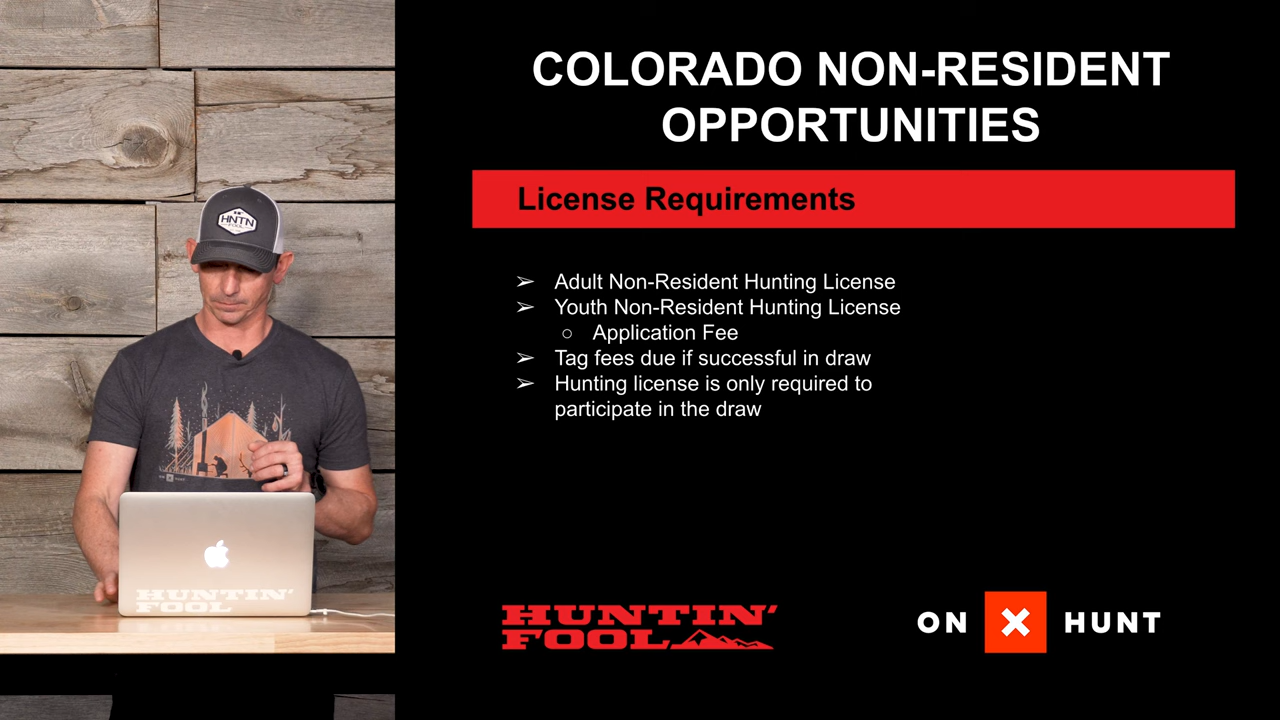 COLORADO NON-RESIDENT
OPPORTUNITIES
License Requirements
➢ Adult Non-Resident Hunting License
➢ Youth Non-Resident Hunting License
○ Application Fee
➢ Tag fees due if successful in draw
➢ Hunting license is only required to
participate in the draw
HNTN
HUNTIN'
FOOL
HUNTIN'
FOOL
ON X HUNT
ON X HUNT